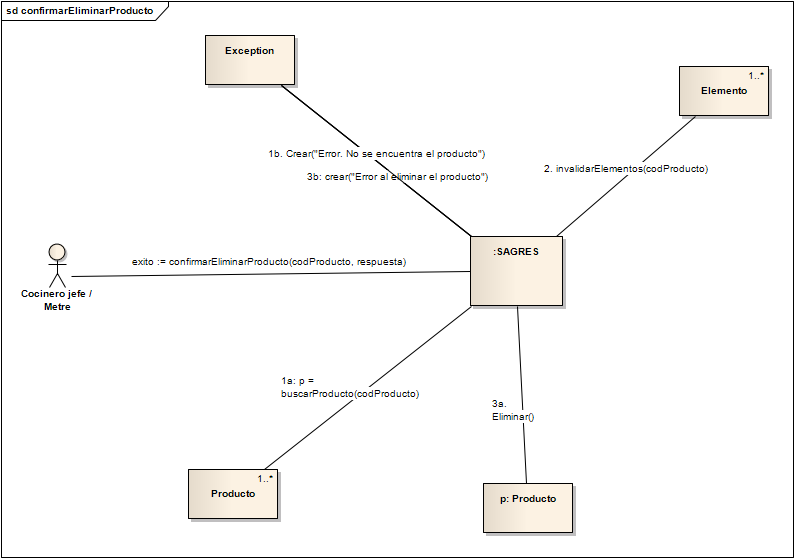 sd confirmarEliminarProducto
Exception
1..*
Elemento
1b. Crear("Error. No se encuentra el producto")
3b: crear("Error al eliminar el producto")
2. invalidarElementos(codProducto)
exito := confirmarEliminarProducto(codProducto, respuesta)
:SAGRES
Cocinero jefe /
Metre
1a: p =
buscarProducto(codProducto)
3a.
Eliminar()
1..*
Producto
p: Producto